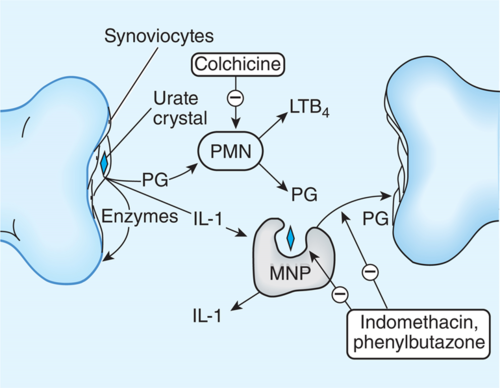 Synoviocytes
Colchicine
Urate
crystal
LTB₄
PMN
PG
PG
Enzymes
IL-1
PG
MNP
IL-1
Indomethacin,
phenylbutazone